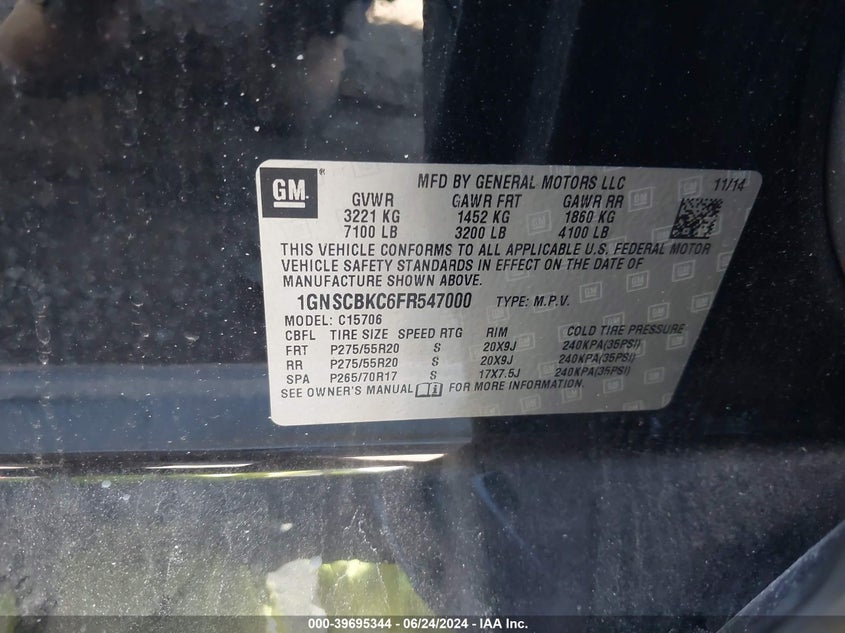 GM ® MFD BY GENERAL MOTORS LLC 11/14
GVWR GAWR FRT GAWR RR
3221 KG 1452 KG 1860 KG
7100 LB 3200 LB 4100 LB
THIS VEHICLE CONFORMS TO ALL APPLICABLE U.S. FEDERAL MOTOR
VEHICLE SAFETY STANDARDS IN EFFECT ON THE DATE OF
MANUFACTURE SHOWN ABOVE.
1GNSCBKC6FR547000 TYPE: M.P.V.
MODEL: C15706
CBFL TIRE SIZE SPEED RTG RIM COLD TIRE PRESSURE
FRT P275/55R20 S 20X9J 240KPA(35PSI)
RR P275/55R20 S 20X9J 240KPA(35PSI)
SPA P265/70R17 S 17X7.5J 240KPA(35PSI)
SEE OWNER'S MANUAL FOR MORE INFORMATION.
000-39695344 - 06/24/2024 - IAA Inc.